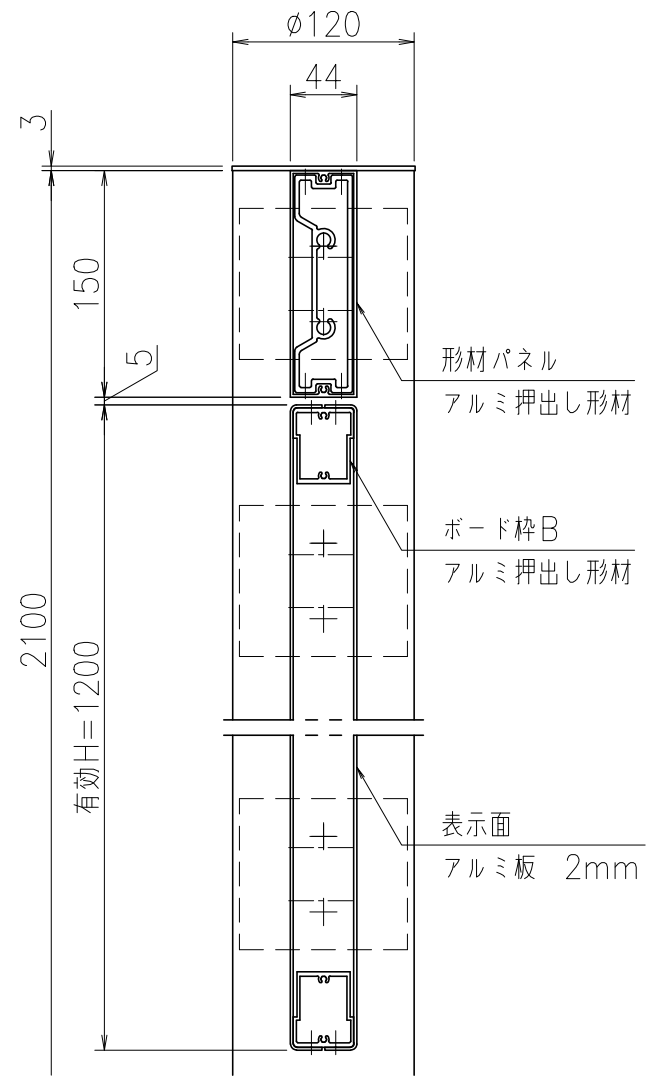 φ120
44
3
150
5
形材パネル
アルミ押出し形材
ボード枠B
アルミ押出し形材
2100
有効H=1200
表示面
アルミ板 2mm